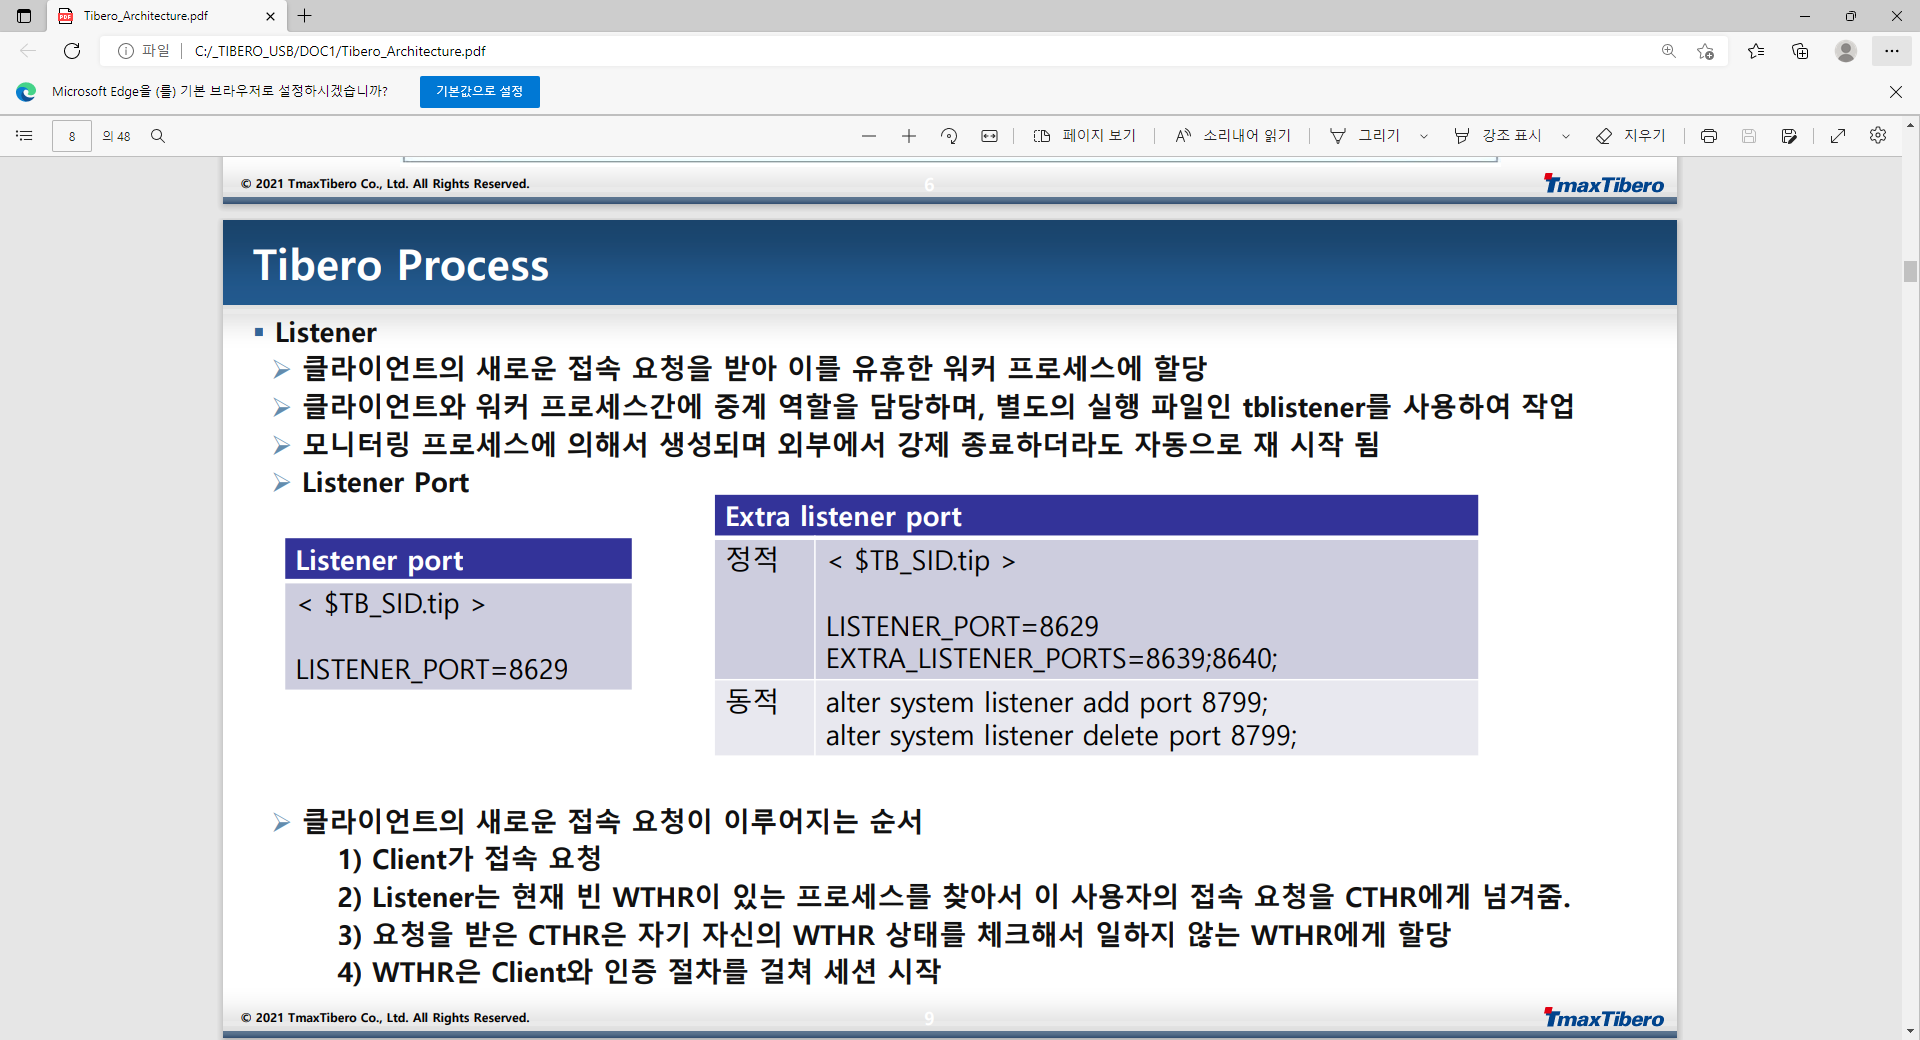 Tibero_Architecture.pdf
파일
C:/_TIBERO_USB/DOC1/Tibero_Architecture.pdf
Microsoft Edge을 (를) 기본 브라우저로 설정하시겠습니까?
기본값으로 설정
8
의 48
페이지 보기
소리내어 읽기
그리기
강조 표시
지우기
© 2021 TmaxTibero Co., Ltd. All Rights Reserved.
6
TmaxTibero
Tibero Process
Listener
클라이언트의 새로운 접속 요청을 받아 이를 유휴한 워커 프로세스에 할당
클라이언트와 워커 프로세스간에 중계 역할을 담당하며, 별도의 실행 파일인 tblistener를 사용하여 작업
모니터링 프로세스에 의해서 생성되며 외부에서 강제 종료하더라도 자동으로 재 시작 됨
Listener Port
Listener port
< $TB_SID.tip >
LISTENER_PORT=8629
Extra listener port
정적
< $TB_SID.tip >
LISTENER_PORT=8629
EXTRA_LISTENER_PORTS=8639;8640;
동적
alter system listener add port 8799;
alter system listener delete port 8799;
클라이언트의 새로운 접속 요청이 이루어지는 순서
1) Client가 접속 요청
2) Listener는 현재 빈 WTHR이 있는 프로세스를 찾아서 이 사용자의 접속 요청을 CTHR에게 넘겨줌.
3) 요청을 받은 CTHR은 자기 자신의 WTHR 상태를 체크해서 일하지 않는 WTHR에게 할당
4) WTHR은 Client와 인증 절차를 걸쳐 세션 시작
© 2021 TmaxTibero Co., Ltd. All Rights Reserved.
9
TmaxTibero